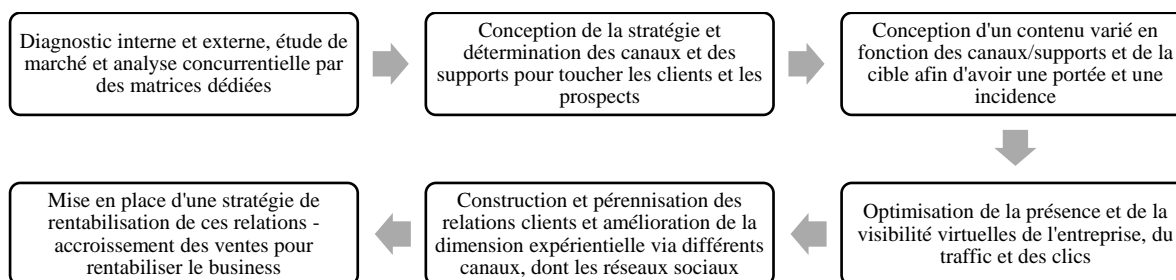 Diagnostic interne et externe, étude de
marché et analyse concurrentielle par
des matrices dédiées
Conception de la stratégie et
détermination des canaux et des
supports pour toucher les clients et les
prospects
Conception d'un contenu varié en
fonction des canaux/supports et de la
cible afin d'avoir une portée et une
incidence
Optimisation de la présence et de la
visibilité virtuelles de l'entreprise, du
traffic et des clics
Construction et pérennisation des
relations clients et amélioration de la
dimension expérientielle via différents
canaux, dont les réseaux sociaux
Mise en place d'une stratégie de
rentabilisation de ces relations -
accroissement des ventes pour
rentabiliser le business